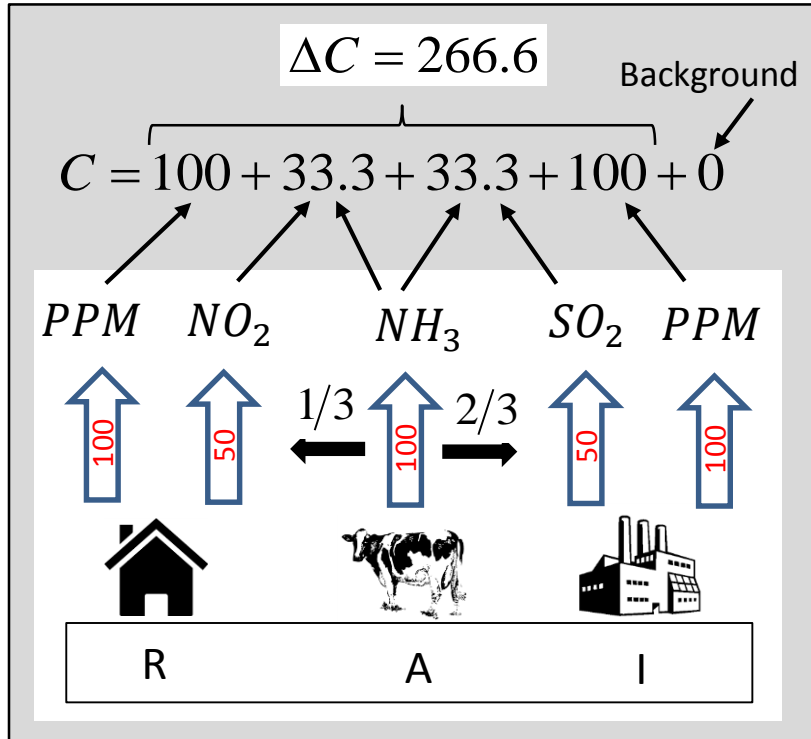 ΔC = 266.6
Background
C = 100 + 33.3 + 33.3 + 100 + 0
PPM NO₂ NH₃ SO₂ PPM
1/3 2/3
100 50 100 50 100
R A I